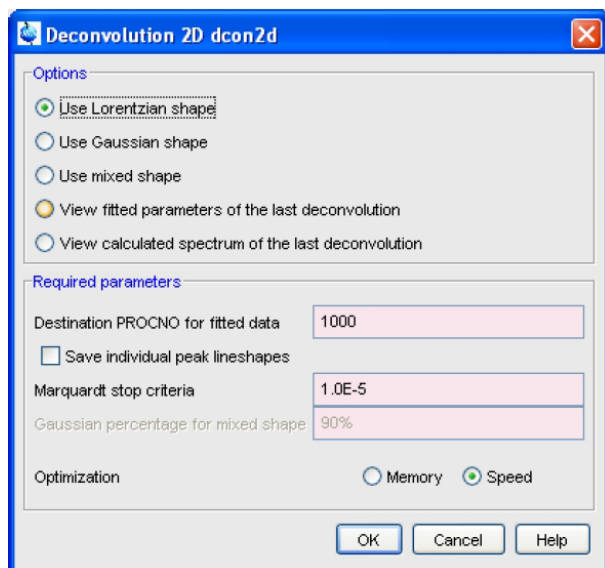 Deconvolution 2D dcon2d
Options
Use Lorentzian shape
Use Gaussian shape
Use mixed shape
View fitted parameters of the last deconvolution
View calculated spectrum of the last deconvolution
Required parameters
Destination PROCNO for fitted data 1000
Save individual peak lineshapes
Marquardt stop criteria 1.0E-5
Gaussian percentage for mixed shape 90%
Optimization Memory Speed
OK Cancel Help